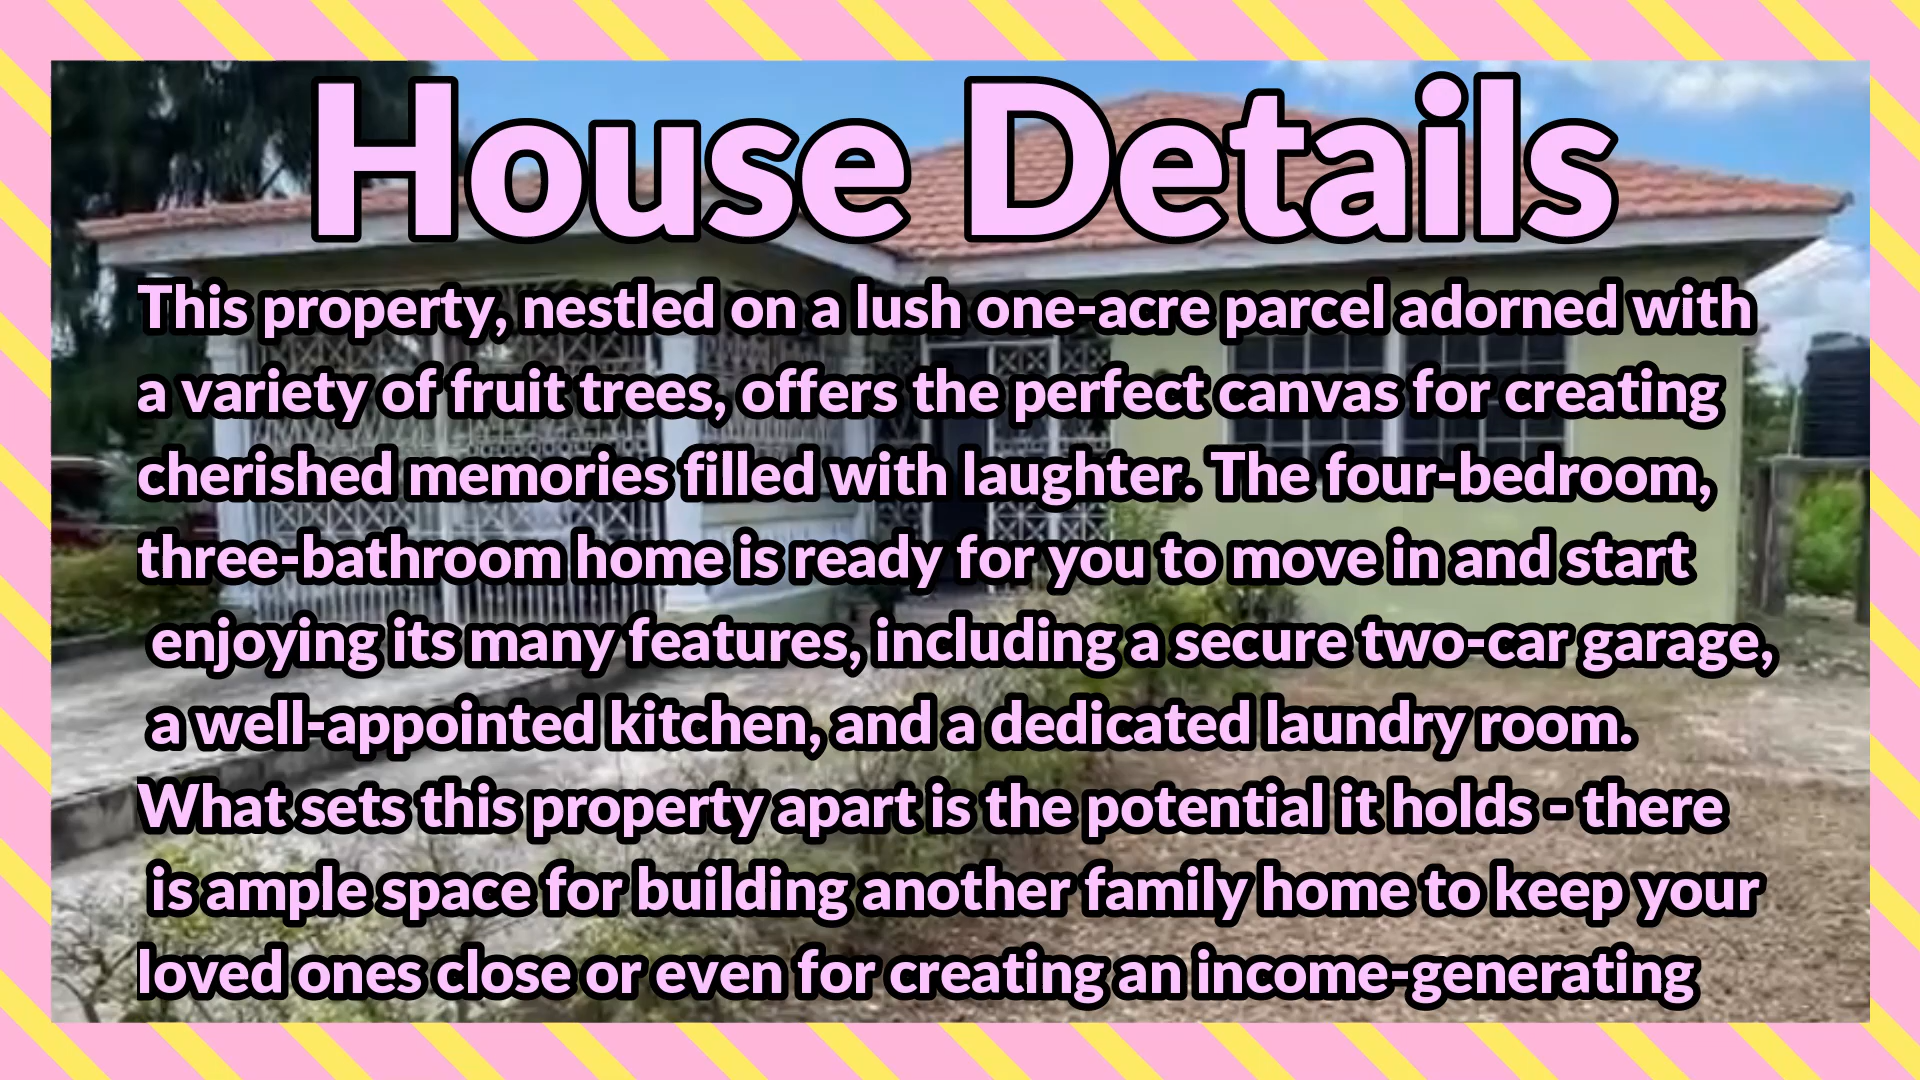 House Details
This property, nestled on a lush one-acre parcel adorned with
a variety of fruit trees, offers the perfect canvas for creating
cherished memories filled with laughter. The four-bedroom,
three-bathroom home is ready for you to move in and start
enjoying its many features, including a secure two-car garage,
a well-appointed kitchen, and a dedicated laundry room.
What sets this property apart is the potential it holds - there
is ample space for building another family home to keep your
loved ones close or even for creating an income-generating